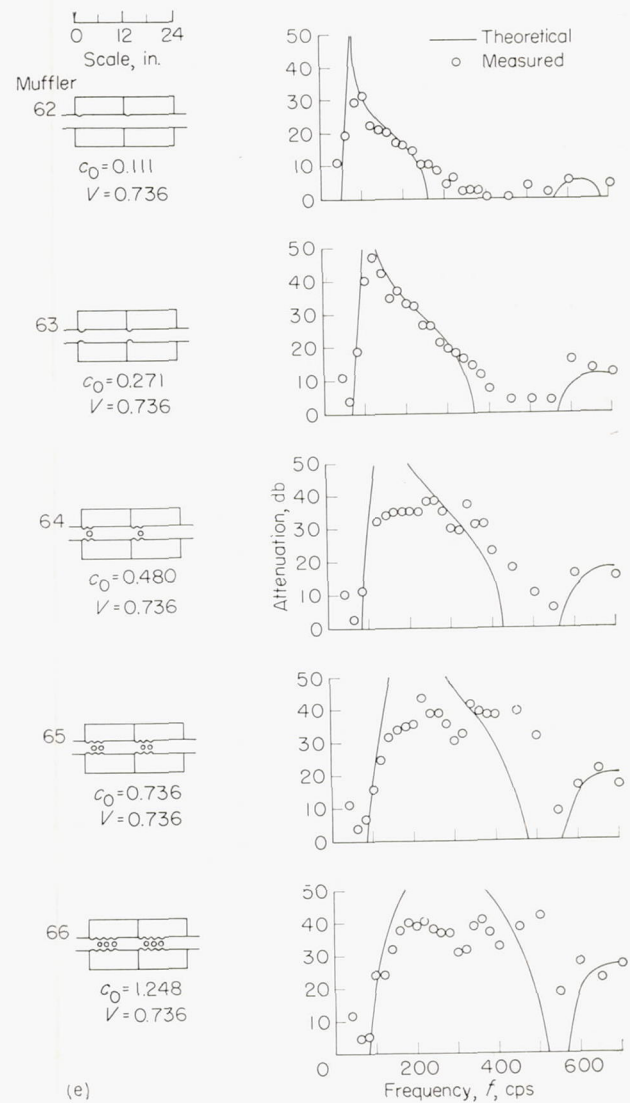 0 12 24
Scale, in.
Muffler
62
c₀=0.111
V=0.736
63
c₀=0.271
V=0.736
64
c₀=0.480
V=0.736
65
c₀=0.736
V=0.736
66
c₀=1.248
V=0.736
(e)
Theoretical
Measured
50
40
30
20
10
0
50
40
30
20
10
0
Attenuation, db
50
40
30
20
10
0
50
40
30
20
10
0
50
40
30
20
10
0 200 400 600
Frequency, f, cps